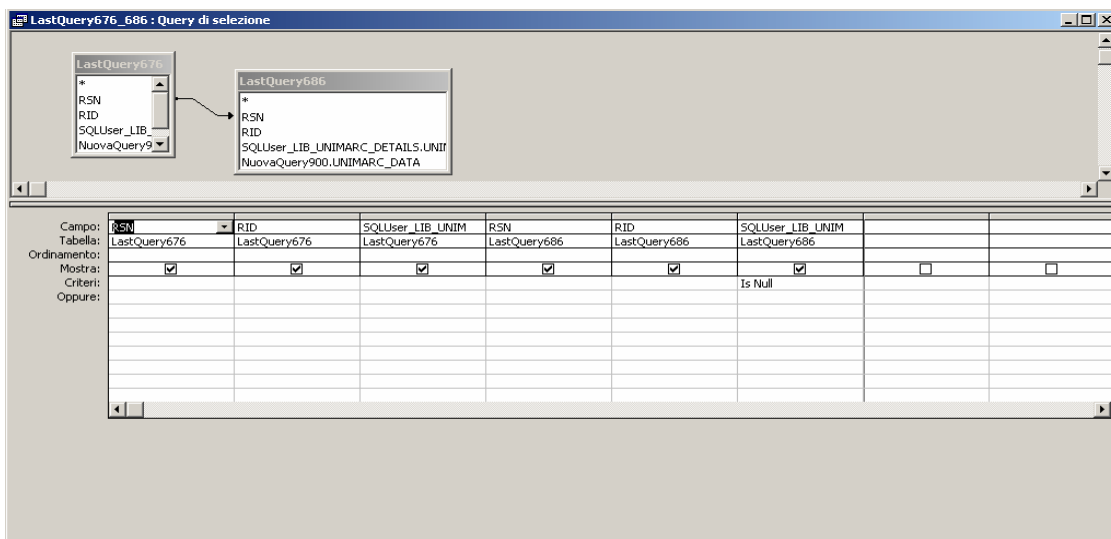 LastQuery676_686 : Query di selezione
LastQuery676
*
RSN
RID
SQLUser_LIB_
NuovaQuery9
LastQuery686
*
RSN
RID
SQLUser_LIB_UNIMARC_DETAILS.UNI
NuovaQuery900.UNIMARC_DATA
Campo: RSN RID SQLUser_LIB_UNIM RSN RID SQLUser_LIB_UNIM
Tabella: LastQuery676 LastQuery676 LastQuery676 LastQuery686 LastQuery686 LastQuery686
Ordinamento:
Mostra:
Criteri: Is Null
Oppure: